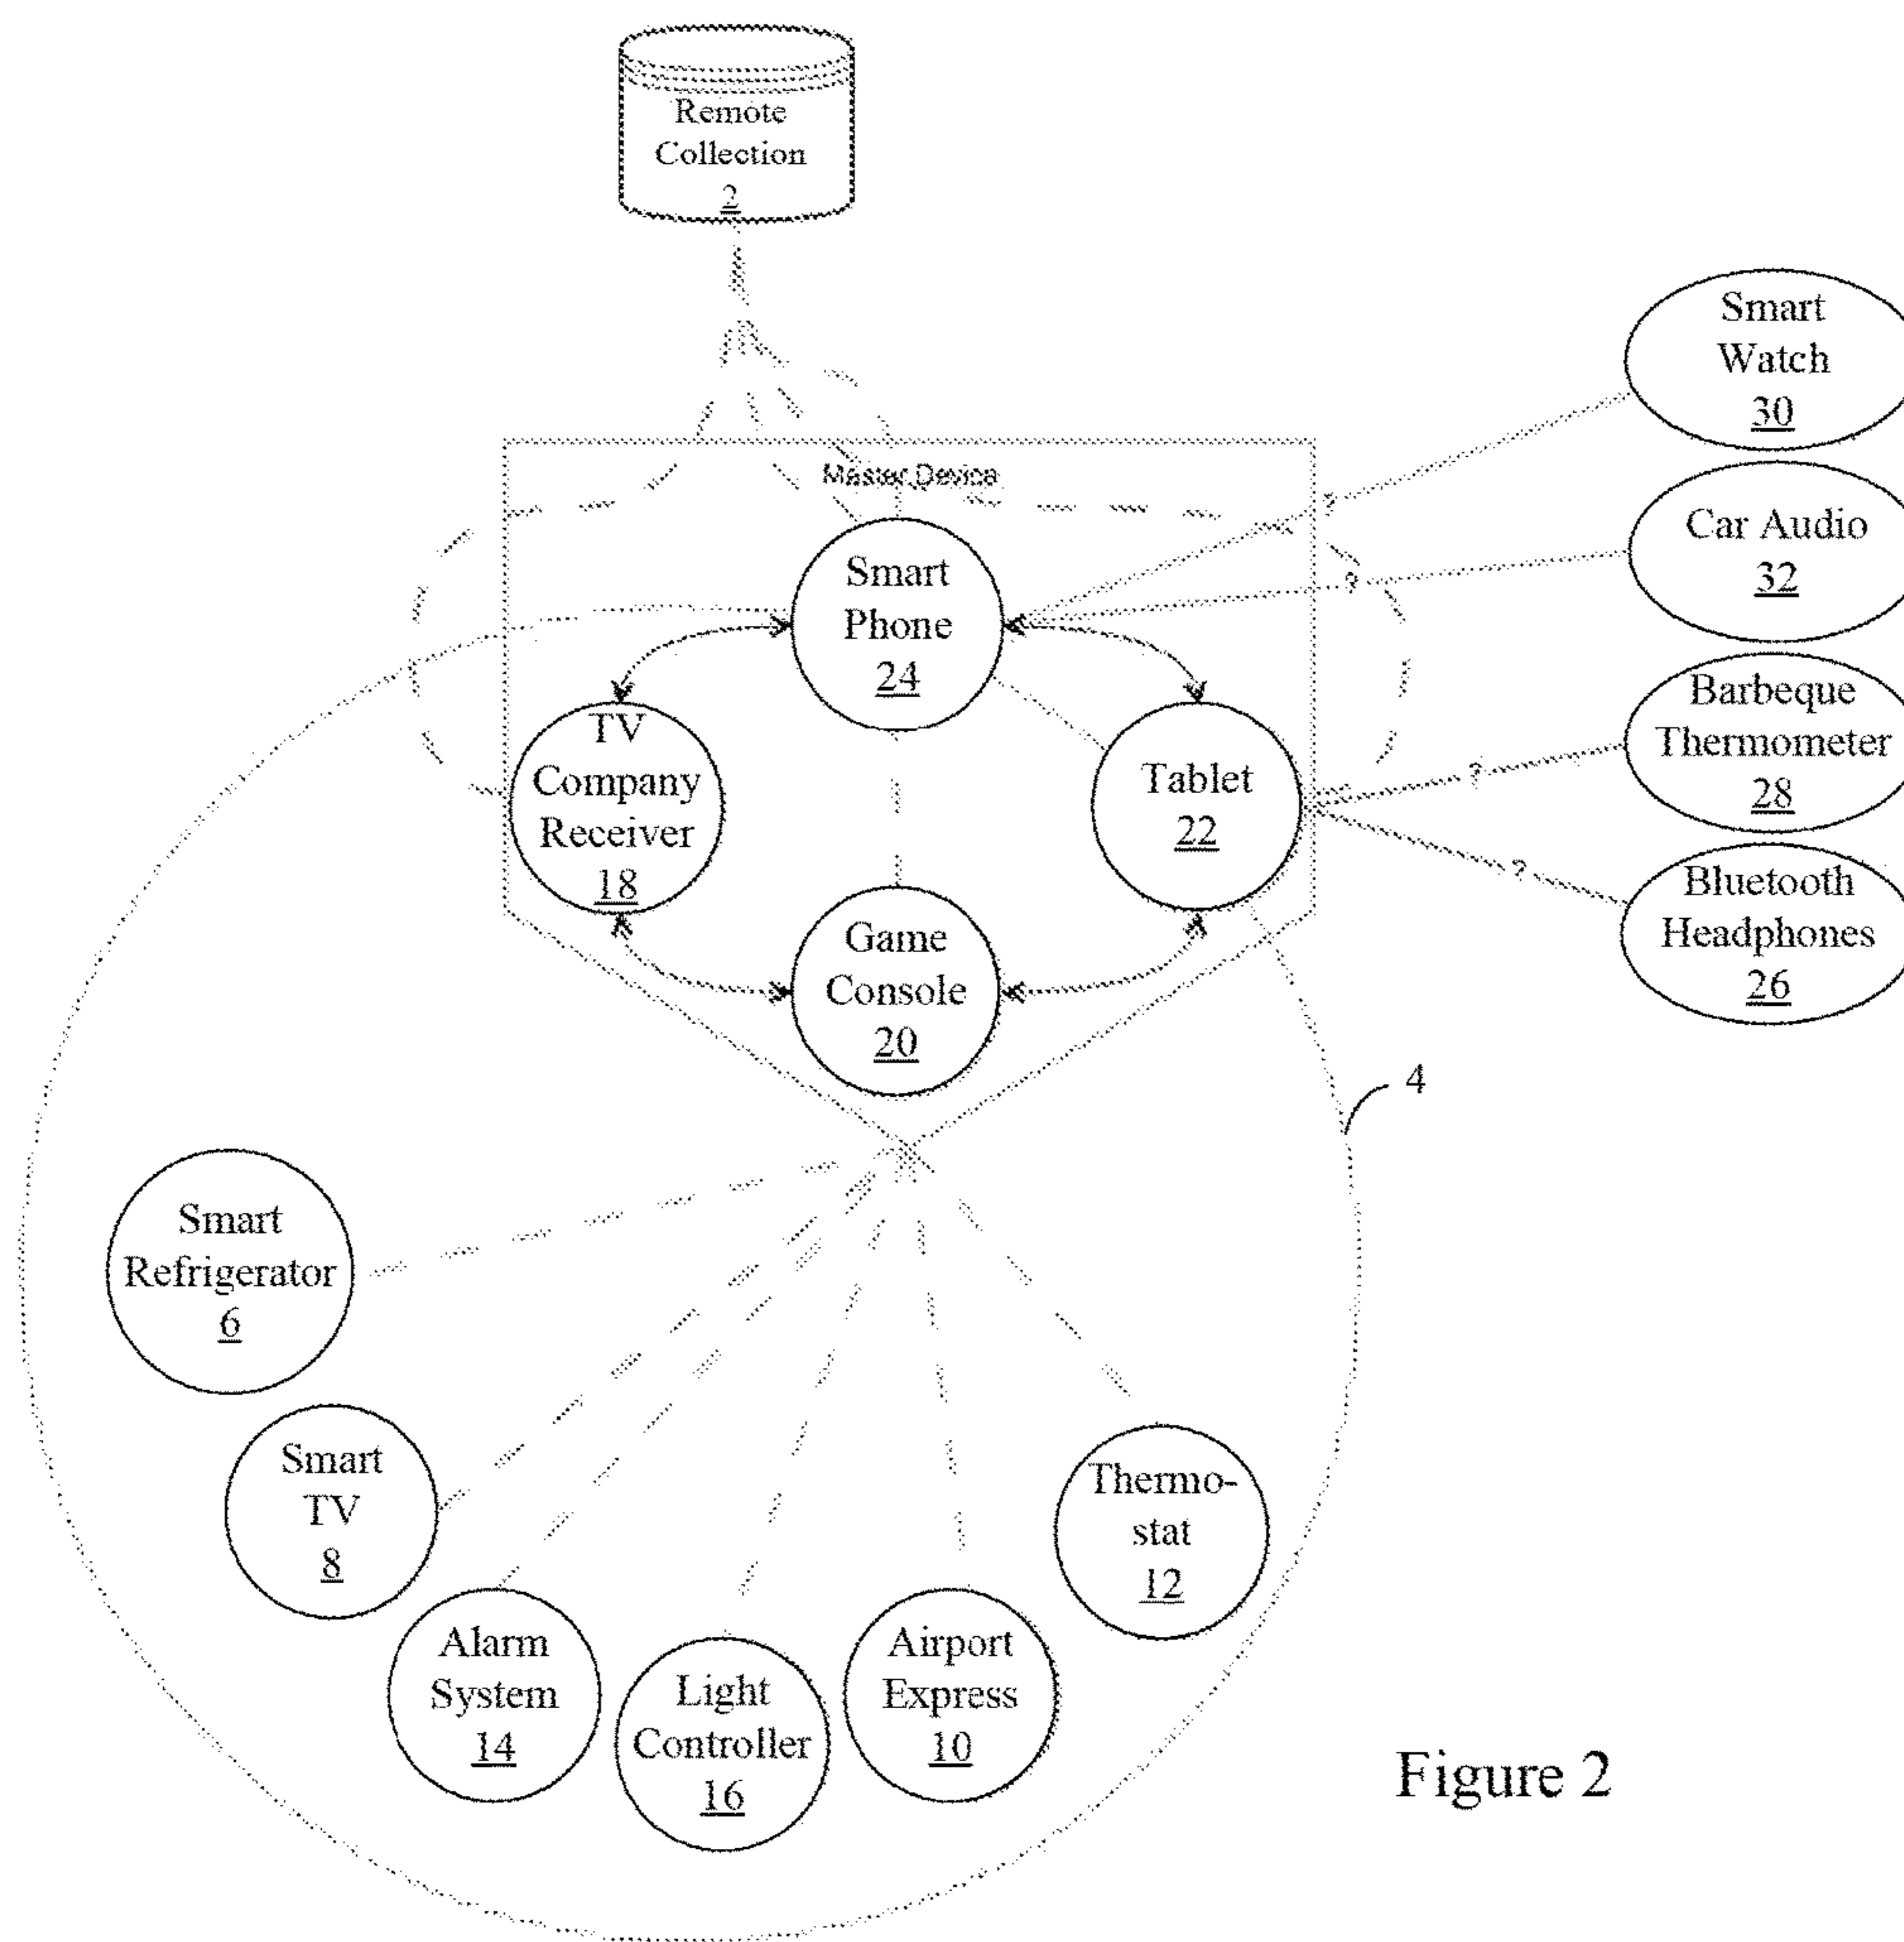 Remote
Collection
2
Smart
Watch
30
Master Device
Car Audio
32
?
?
Smart
Phone
24
Barbeque
Thermometer
28
TV
Company
Receiver
18
Tablet
22
?
?
Bluetooth
Headphones
26
Game
Console
20
4
Smart
Refrigerator
6
Smart
TV
8
Thermo-
stat
12
Alarm
System
14
Light
Controller
16
Airport
Express
10
Figure 2